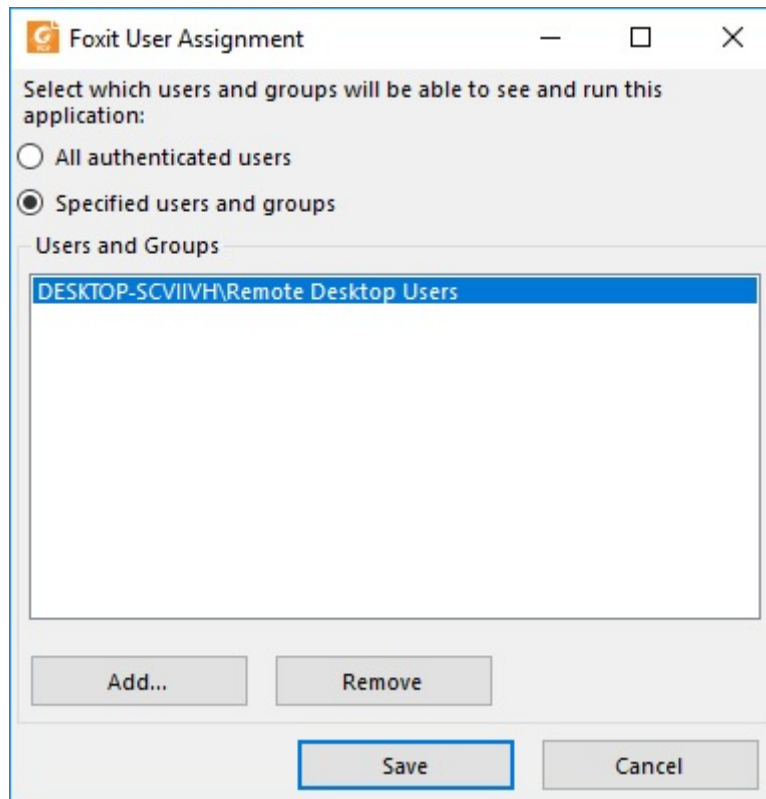 Foxit User Assignment
Select which users and groups will be able to see and run this
application:
All authenticated users
Specified users and groups
Users and Groups
DESKTOP-SCVIIVH\Remote Desktop Users
Add...
Remove
Save
Cancel